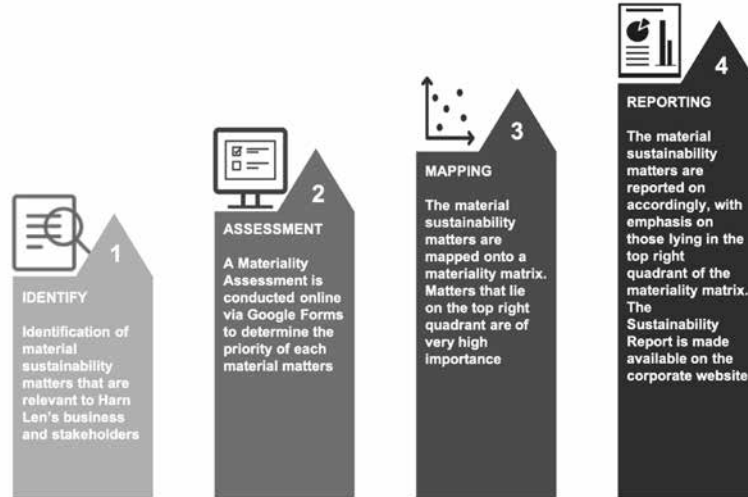 1
IDENTIFY
Identification of
material
sustainability
matters that are
relevant to Harn
Len's business
and stakeholders
2
ASSESSMENT
A Materiality
Assessment is
conducted online
via Google Forms
to determine the
priority of each
material matters
3
MAPPING
The material
sustainability
matters are
mapped onto a
materiality matrix.
Matters that lie
on the top right
quadrant are of
very high
importance
4
REPORTING
The material
sustainability
matters are
reported on
accordingly, with
emphasis on
those lying in the
top right
quadrant of the
materiality matrix.
The
Sustainability
Report is made
available on the
corporate website